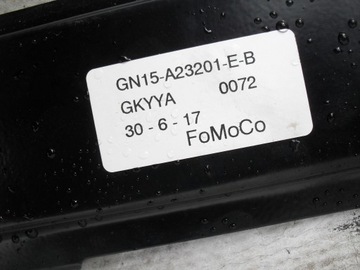 GN15-A23201-E-B
GKYYA 0072
30 - 6 - 17
FoMoCo